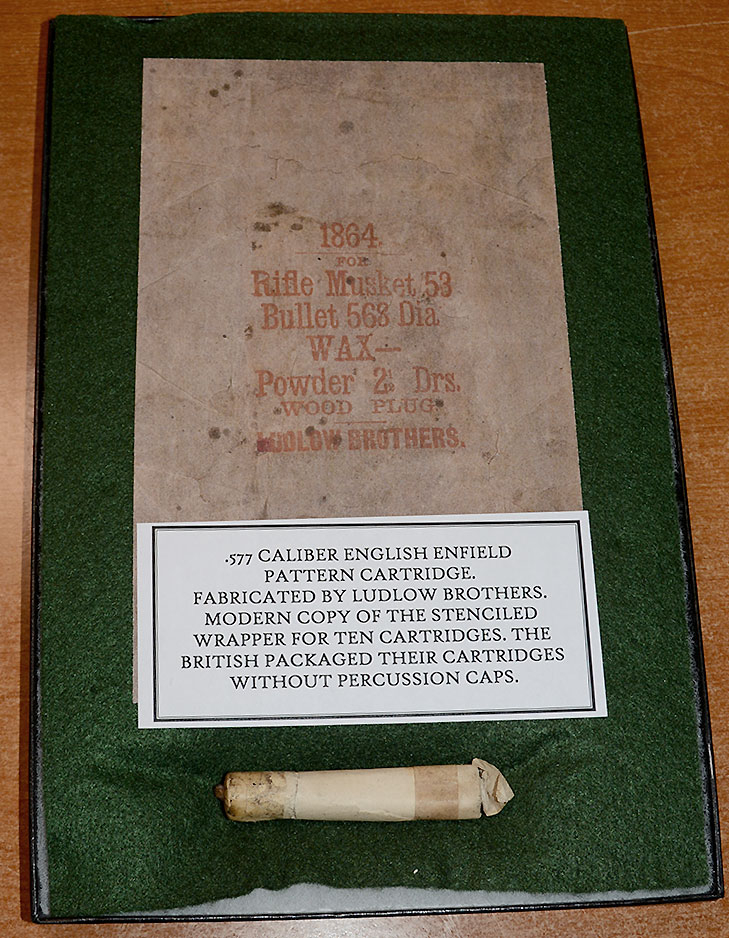 1864.
FOR
Rifle Musket 53
Bullet 568 Dia
WAX—
Powder 2½ Drs.
WOOD PLUG
LUDLOW BROTHERS.
.577 CALIBER ENGLISH ENFIELD
PATTERN CARTRIDGE.
FABRICATED BY LUDLOW BROTHERS.
MODERN COPY OF THE STENCILED
WRAPPER FOR TEN CARTRIDGES. THE
BRITISH PACKAGED THEIR CARTRIDGES
WITHOUT PERCUSSION CAPS.